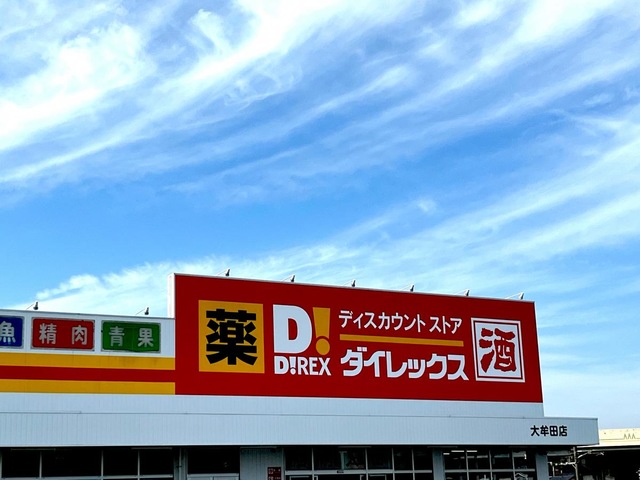 魚
精肉
青果
薬
D!
D!REX
ディスカウント ストア
ダイレックス
酒
大牟田店